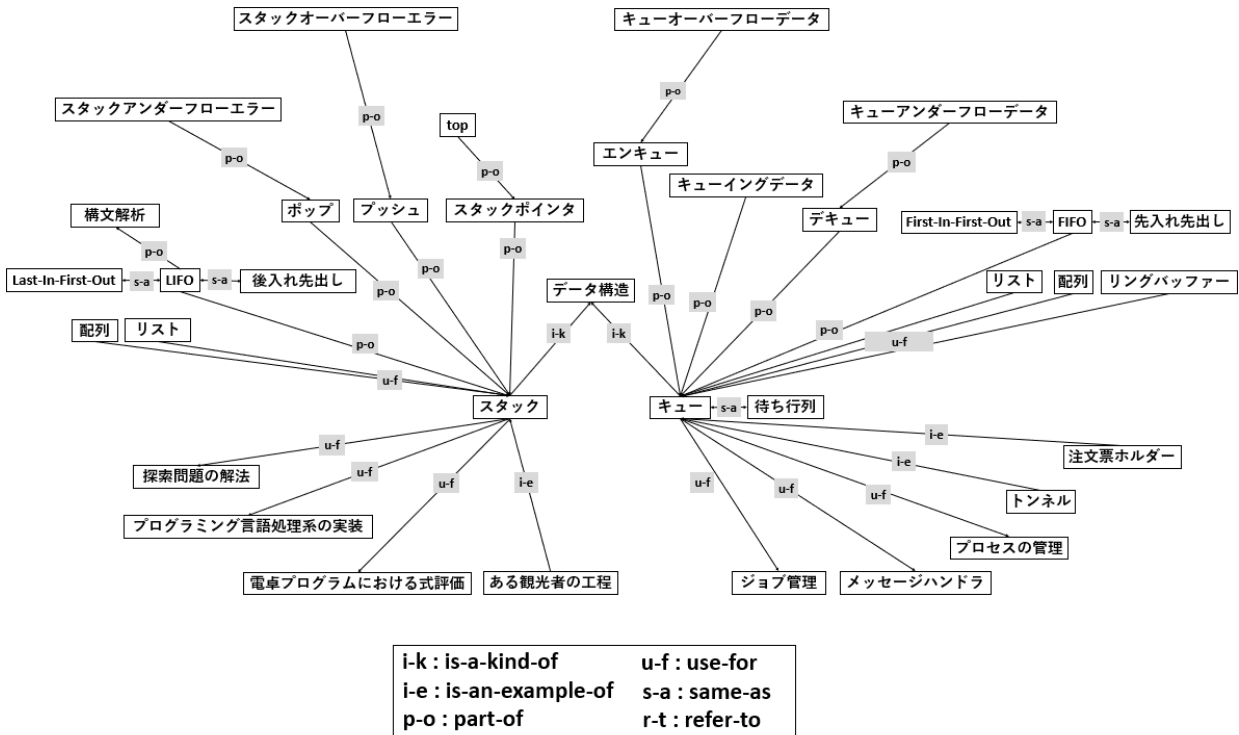 スタックオーバーフローエラー
キューオーバーフローデータ
p-o
p-o
スタックアンダーフローエラー
キューアンダーフローデータ
top
p-o
p-o
エンキュー
p-o
p-o
キューイングデータ
構文解析
ポップ
プッシュ
スタックポインタ
デキュー
First-In-First-Out
s-a
FIFO
s-a
先入れ先出し
p-o
p-o
Last-In-First-Out
s-a
LIFO
s-a
後入れ先出し
p-o
p-o
データ構造
p-o
p-o
p-o
リスト
配列
リングバッファー
配列
リスト
p-o
i-k
i-k
p-o
u-f
u-f
スタック
キュー
s-a
待ち行列
u-f
i-e
探索問題の解法
u-f
u-f
i-e
u-f
u-f
u-f
i-e
注文票ホルダー
トンネル
プログラミング言語処理系の実装
プロセスの管理
電卓プログラムにおける式評価
ある観光者の工程
ジョブ管理
メッセージハンドラ
i-k : is-a-kind-of
u-f : use-for
i-e : is-an-example-of
s-a : same-as
p-o : part-of
r-t : refer-to